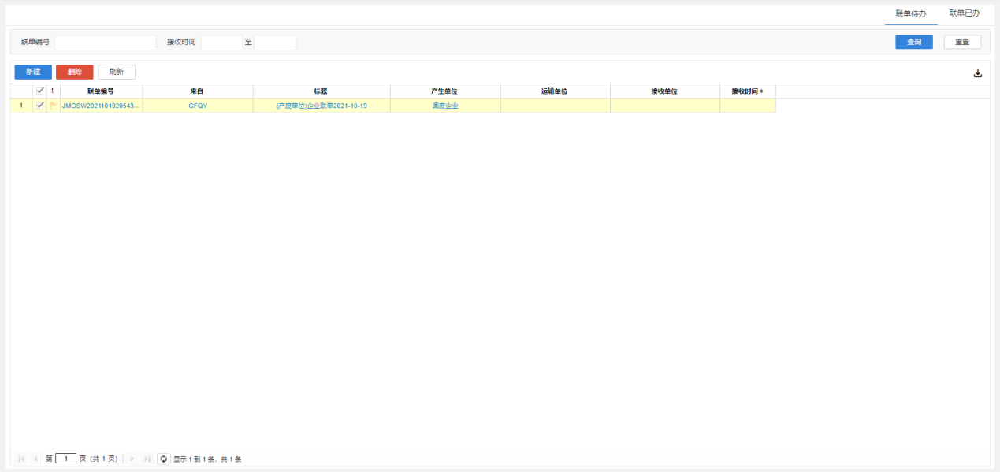 联单待办 联单已办
联单编号 接收时间 至 查询 重置
新建 删除 刷新
! 联单编号 来自 标题 产生单位 运输单位 接收单位 接收时间
1 JMGSW2021101920543... GFQY (产废单位)企业联单2021-10-19 固废企业
第 1 页 (共 1 页) 显示 1 到 1 条, 共 1 条